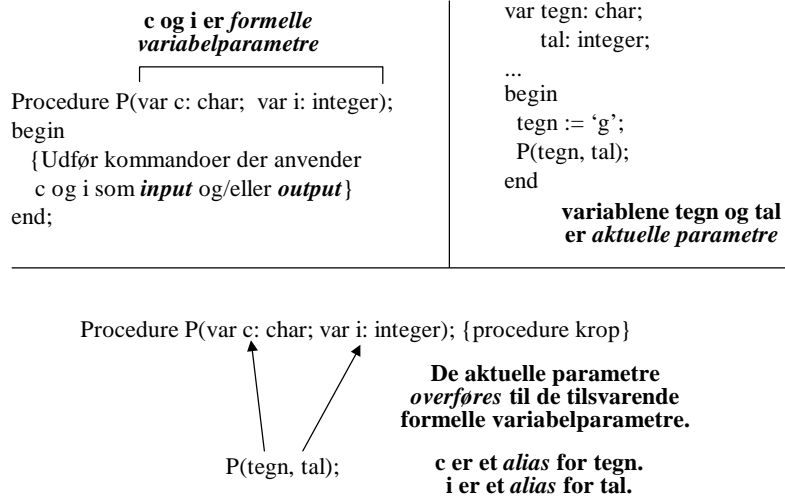 c og i er formelle
variabelparametre
Procedure P(var c: char;  var i: integer);
begin
{Udfør kommandoer der anvender
c og i som input og/eller output}
end;
var tegn: char;
tal: integer;
...
begin
tegn := ‘g’;
P(tegn, tal);
end
variablene tegn og tal
er aktuelle parametre
Procedure P(var c: char; var i: integer); {procedure krop}
De aktuelle parametre
overføres til de tilsvarende
formelle variabelparametre.
P(tegn, tal);
c er et alias for tegn.
i er et alias for tal.